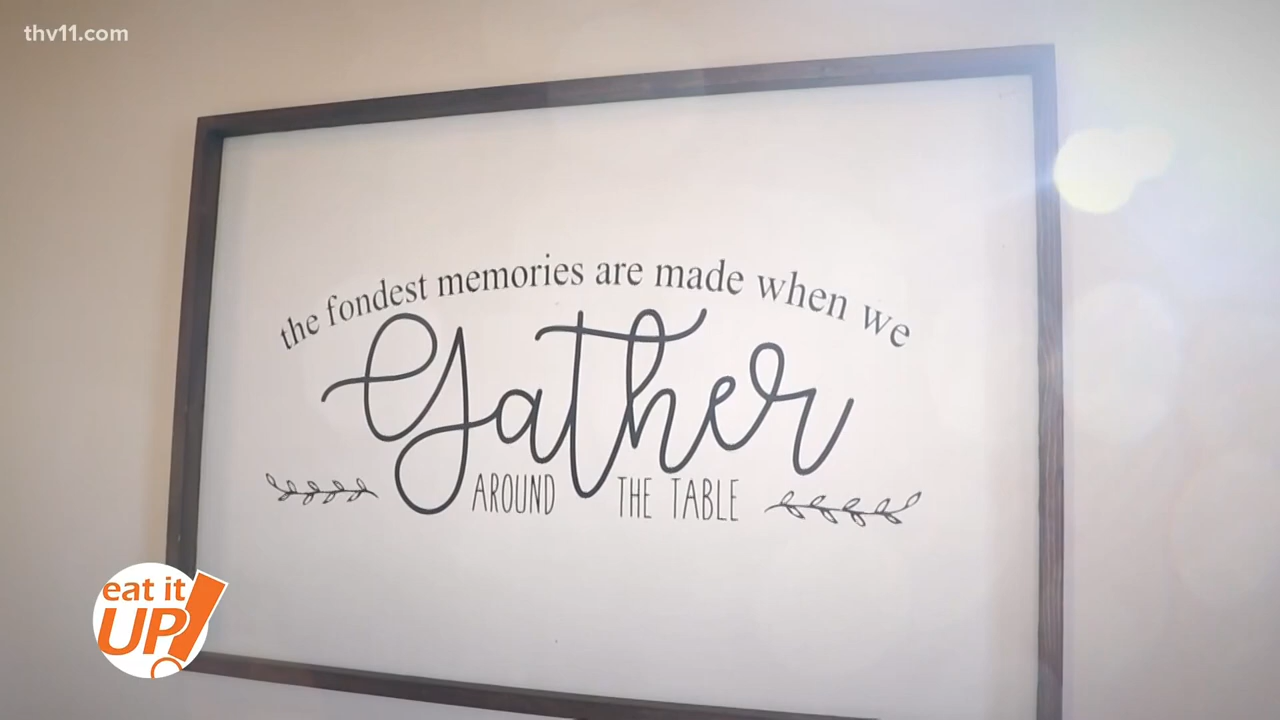 thv11.com
the fondest memories are made when we
Gather
AROUND THE TABLE
eat it
UP!